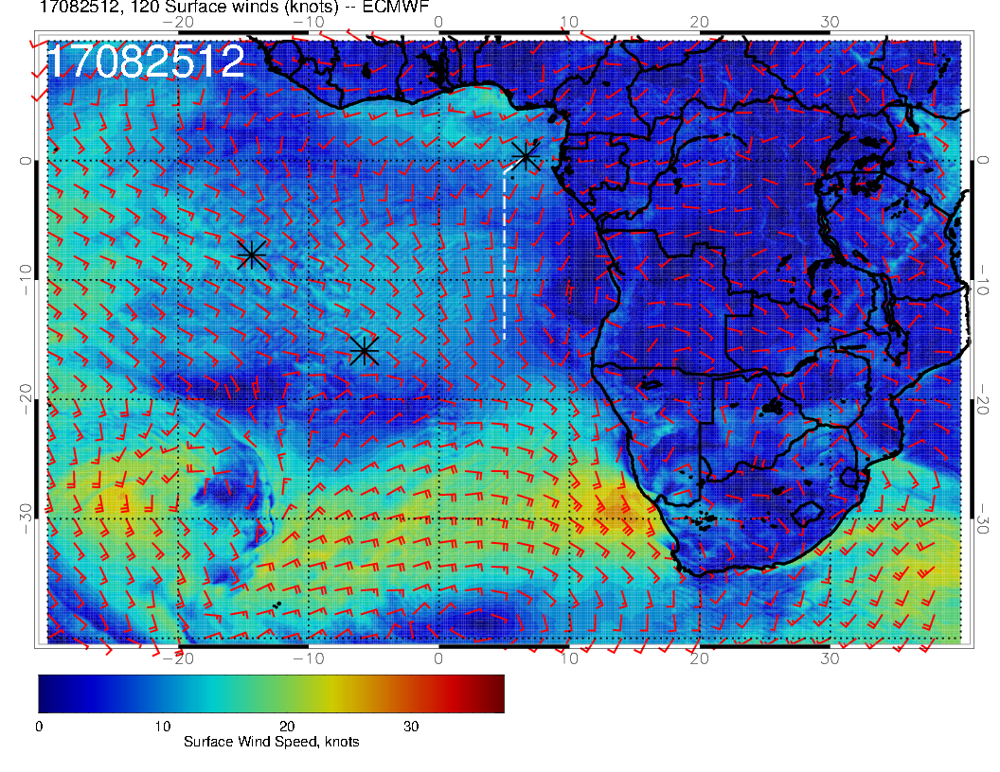 17082512, 120 Surface winds (knots) -- ECMWF
−20 −10 0 10 20 30
17082512
0 0
−10 −10
−20 −20
−30 −30
−20 −10 0 10 20 30
0 10 20 30
Surface Wind Speed, knots